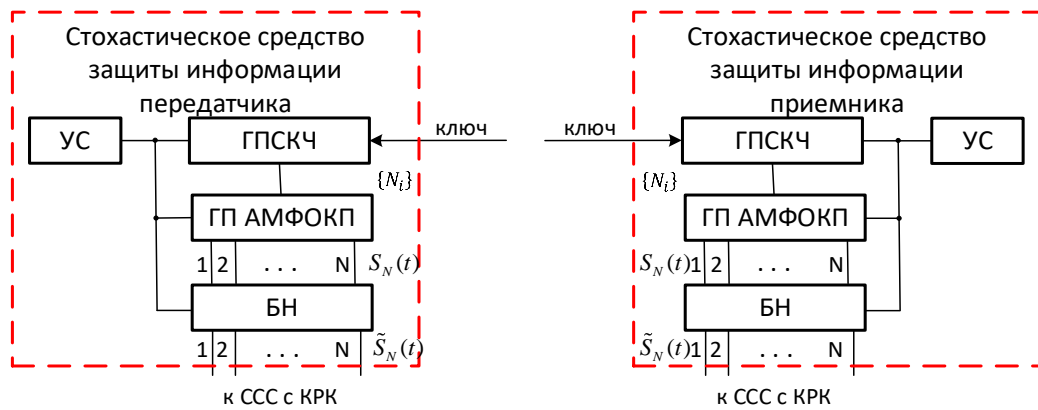 Стохастическое средство
защиты информации
передатчика
УС
ГПСКЧ
ключ
{N_i}
ГП АМФОКП
1 2 . . . N S_N(t)
БН
1 2 . . . N S̃_N(t)
к ССС с КРК
Стохастическое средство
защиты информации
приемника
ключ
ГПСКЧ
УС
{N_i}
ГП АМФОКП
S_N(t) 1 2 . . . N
БН
S̃_N(t) 1 2 . . . N
к ССС с КРК